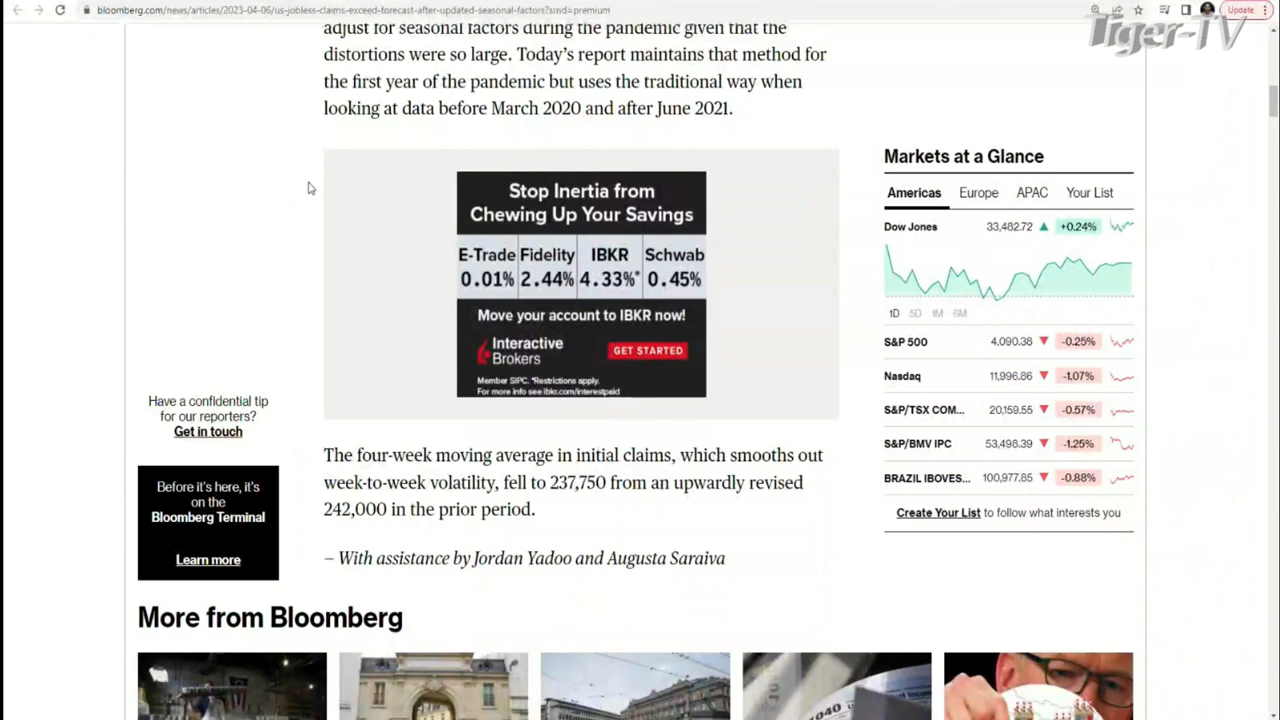 bloomberg.com/news/articles/2023-04-06/us-jobless-claims-exceed-forecast-after-updated-seasonal-factors?srnd=premium
Update
Tiger-TV
adjust for seasonal factors during the pandemic given that the
distortions were so large. Today's report maintains that method for
the first year of the pandemic but uses the traditional way when
looking at data before March 2020 and after June 2021.
Stop Inertia from
Chewing Up Your Savings
E-Trade Fidelity IBKR Schwab
0.01% 2.44% 4.33%* 0.45%
Move your account to IBKR now!
Interactive
Brokers
GET STARTED
Member SIPC. *Restrictions apply.
For more info see ibkr.com/interestpaid
Markets at a Glance
Americas Europe APAC Your List
Dow Jones 33,482.72 ▲ +0.24%
1D 5D 1M 6M
S&P 500 4,090.38 ▼ -0.25%
Nasdaq 11,996.86 ▼ -1.07%
S&P/TSX COM... 20,159.55 ▼ -0.57%
S&P/BMV IPC 53,498.39 ▼ -1.25%
BRAZIL IBOVES... 100,977.85 ▼ -0.88%
Create Your List to follow what interests you
Have a confidential tip
for our reporters?
Get in touch
Before it's here, it's
on the
Bloomberg Terminal
Learn more
The four-week moving average in initial claims, which smooths out
week-to-week volatility, fell to 237,750 from an upwardly revised
242,000 in the prior period.
– With assistance by Jordan Yadoo and Augusta Saraiva
More from Bloomberg
1040